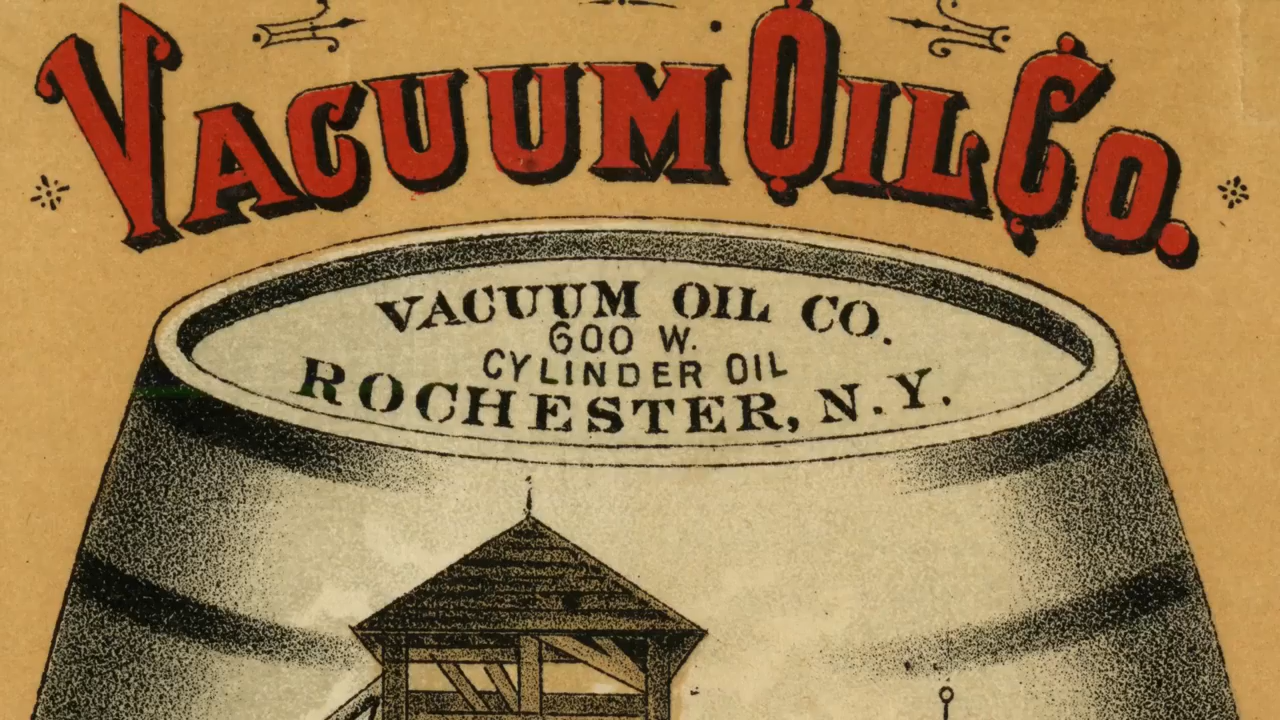 VACUUM OIL CO.
VACUUM OIL CO.
600 W.
CYLINDER OIL
ROCHESTER, N.Y.